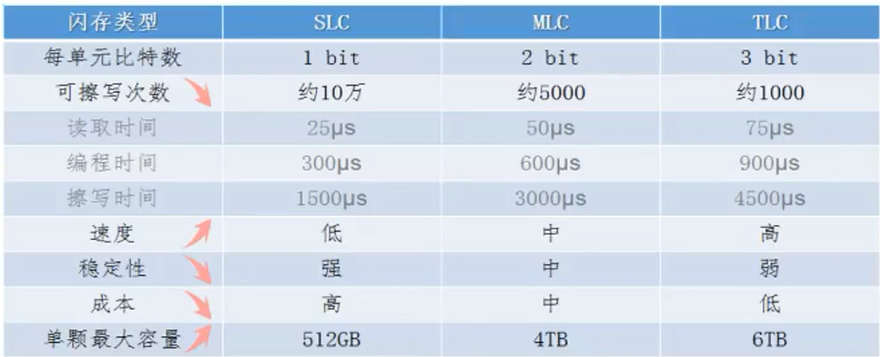 闪存类型 SLC MLC TLC
每单元比特数 1 bit 2 bit 3 bit
可擦写次数 约10万 约5000 约1000
读取时间 25μs 50μs 75μs
编程时间 300μs 600μs 900μs
擦写时间 1500μs 3000μs 4500μs
速度 低 中 高
稳定性 强 中 弱
成本 高 中 低
单颗最大容量 512GB 4TB 6TB